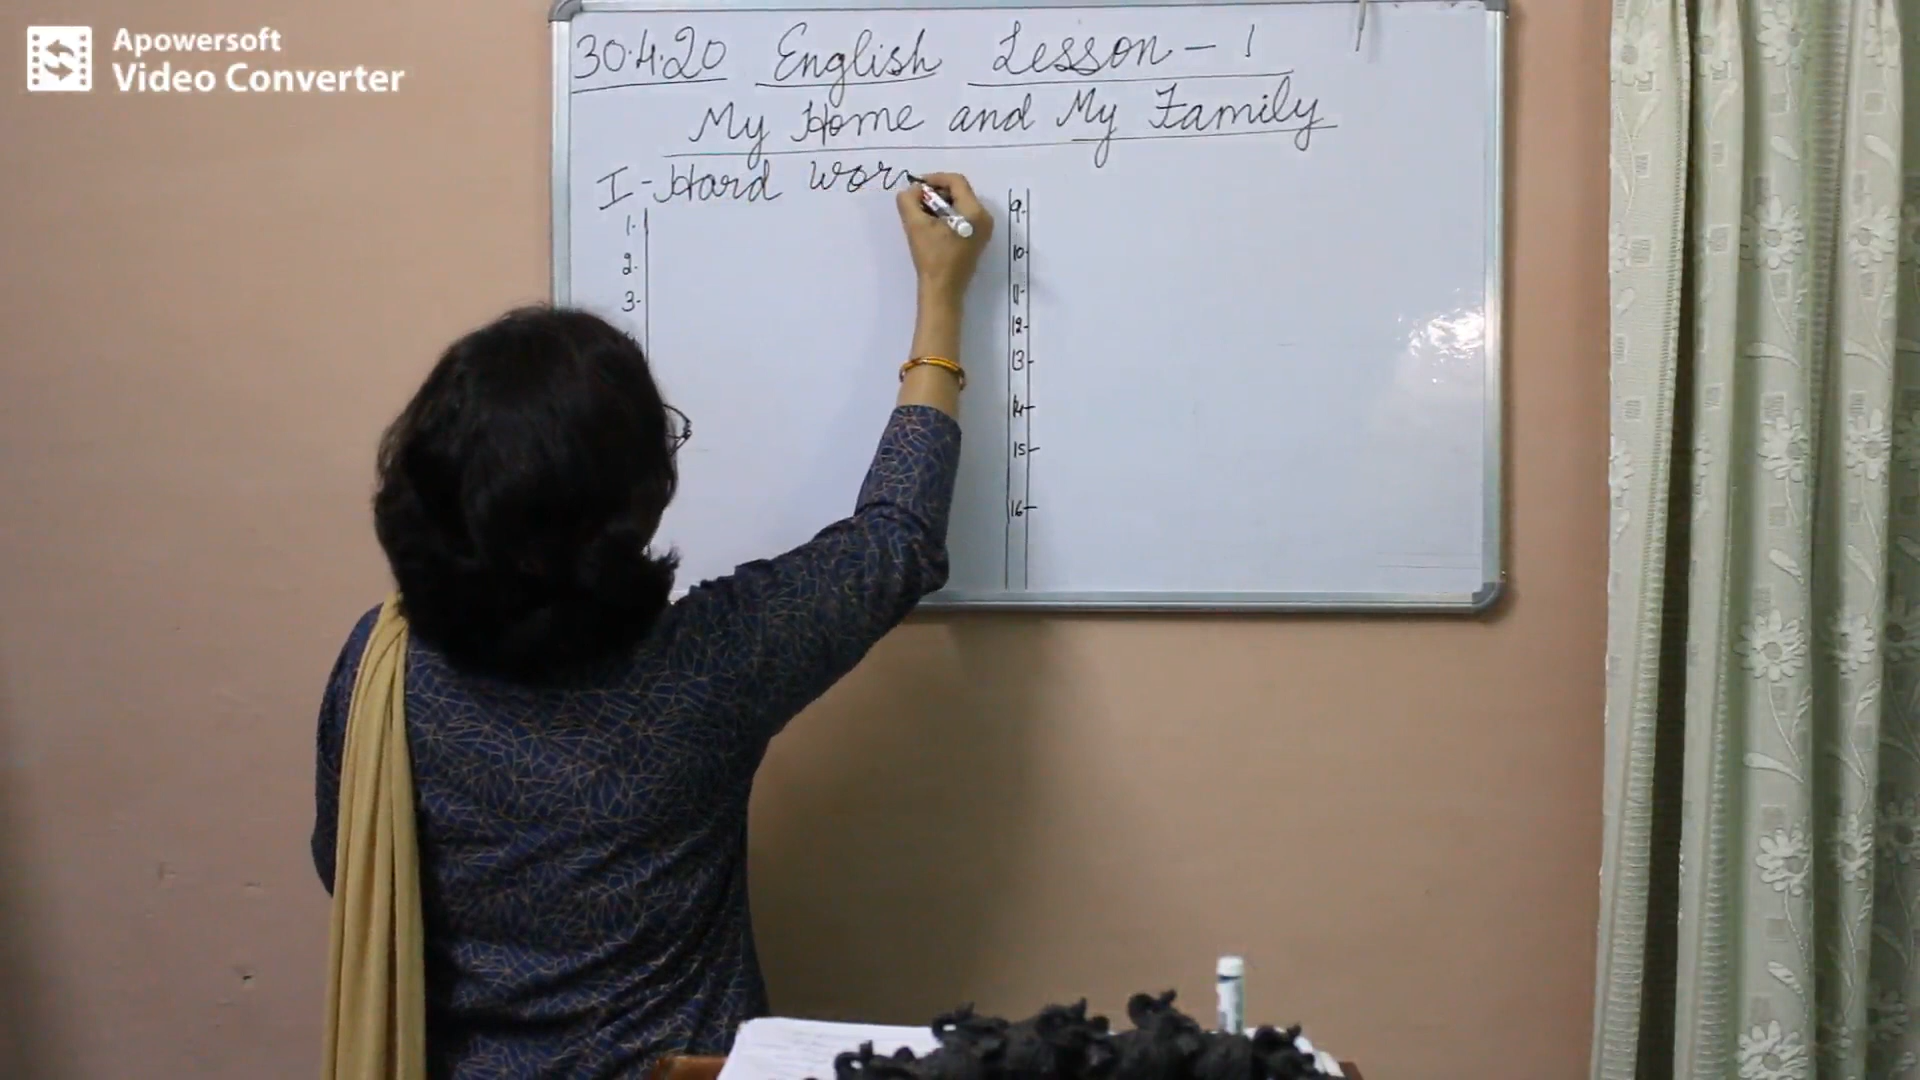 Apowersoft
Video Converter
30.4.20 English Lesson - 1
My Home and My Family
I - Hard wor
1.
2.
3.
9.
10.
11.
12.
13.
14.
15.
16.